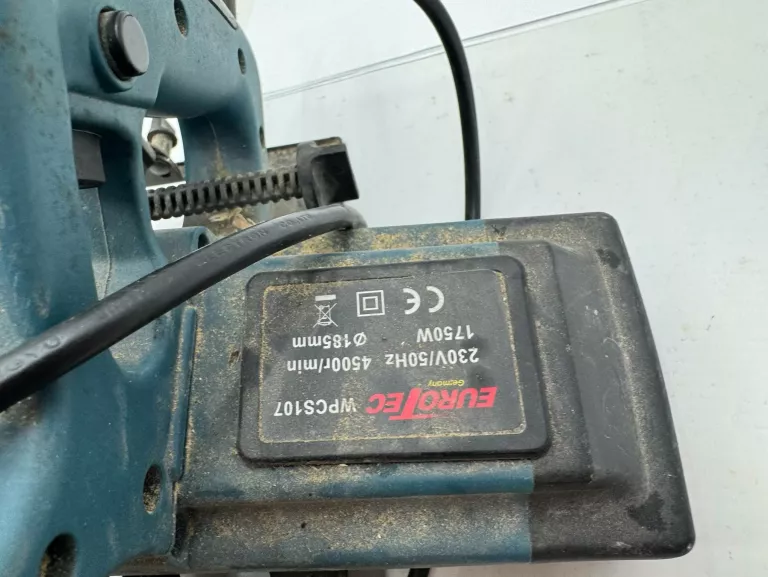 EUROTEC WPCS107
Germany
230V/50Hz 4500r/min
1750W Ø185mm
CE